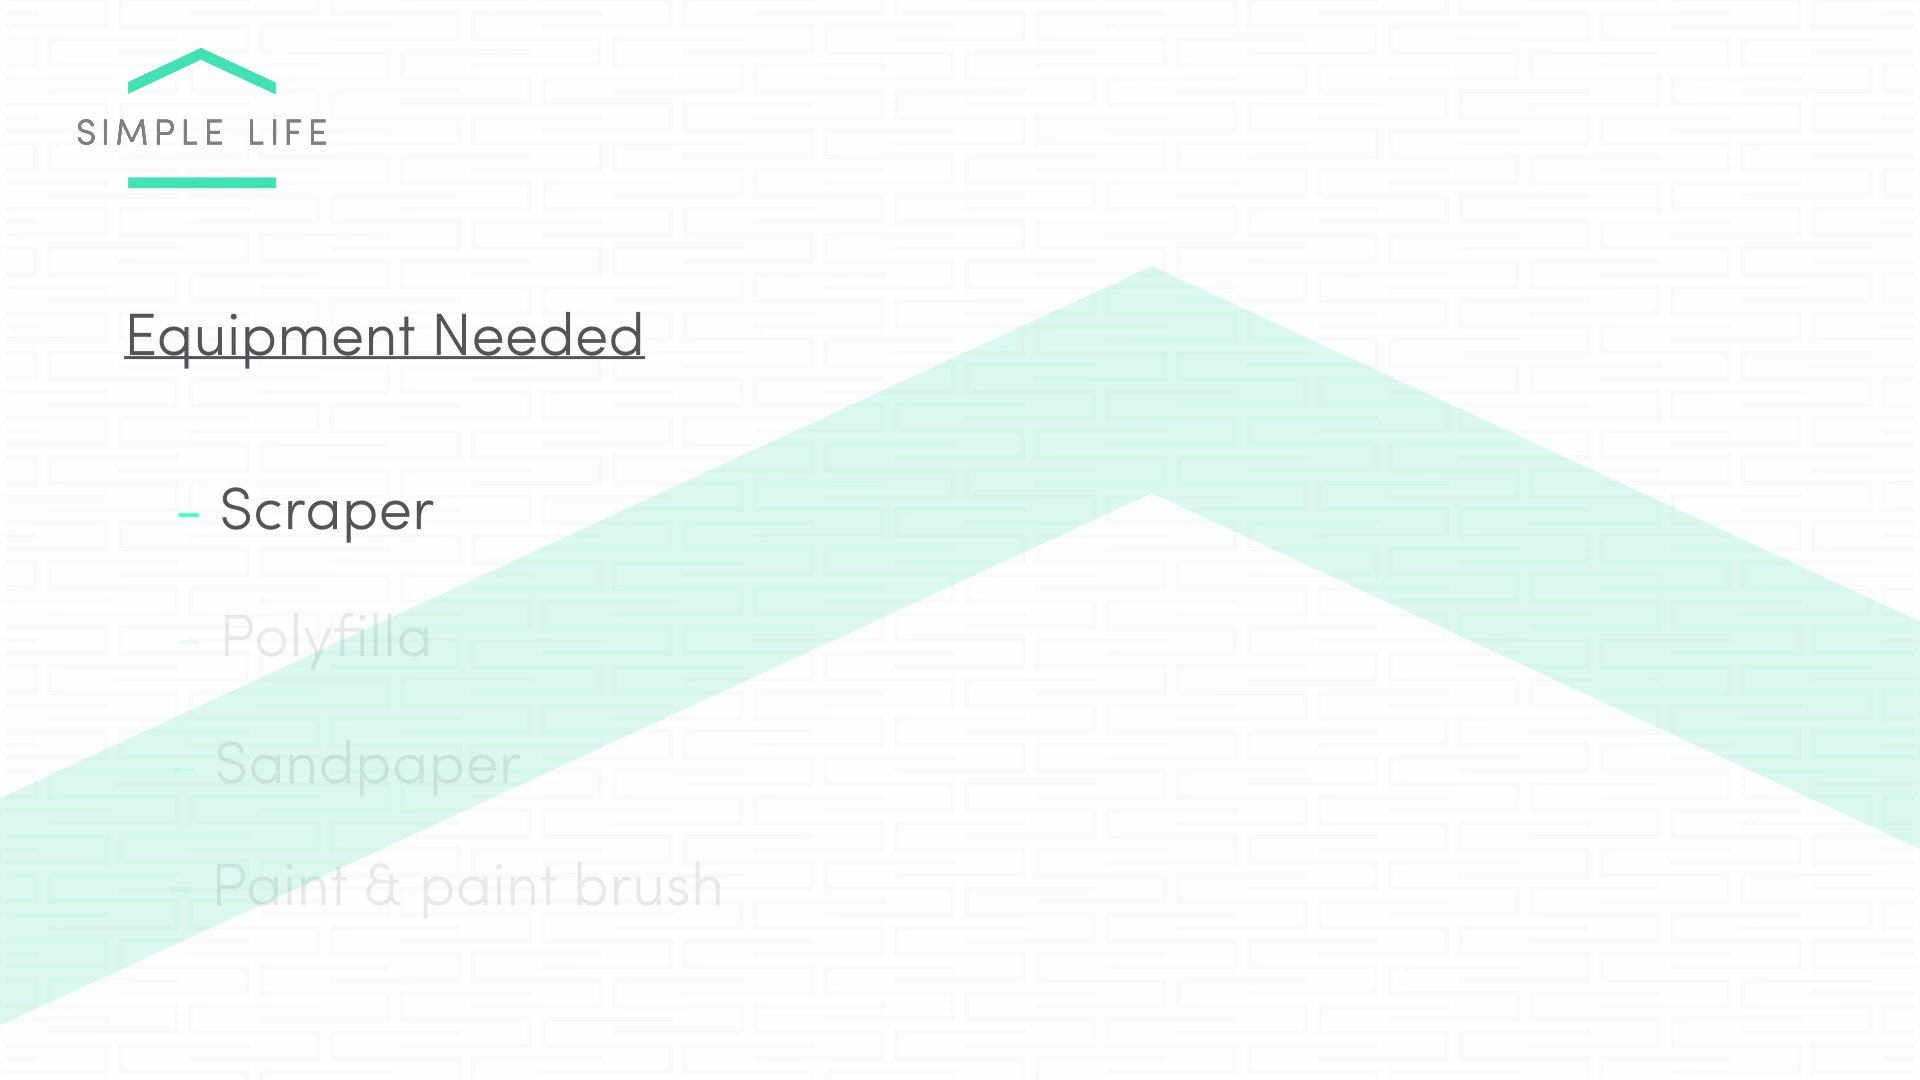 SIMPLE LIFE
Equipment Needed
- Scraper
- Polyfilla
- Sandpaper
- Paint & paint brush